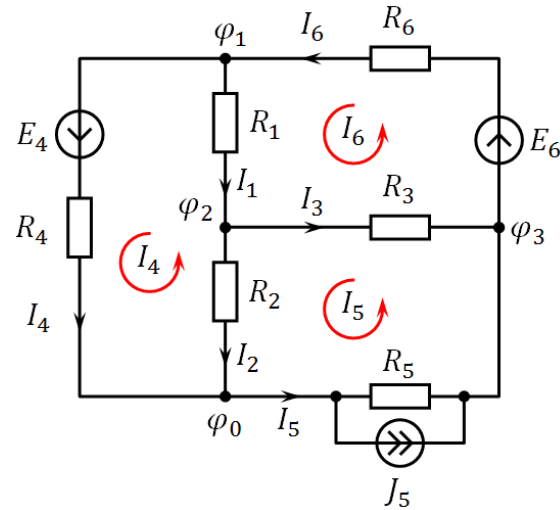 φ₁
I₆
R₆
E₄
R₁
I₆
E₆
I₁
R₄
φ₂
I₃
R₃
φ₃
I₄
R₂
I₅
I₄
I₂
R₅
φ₀
I₅
J₅